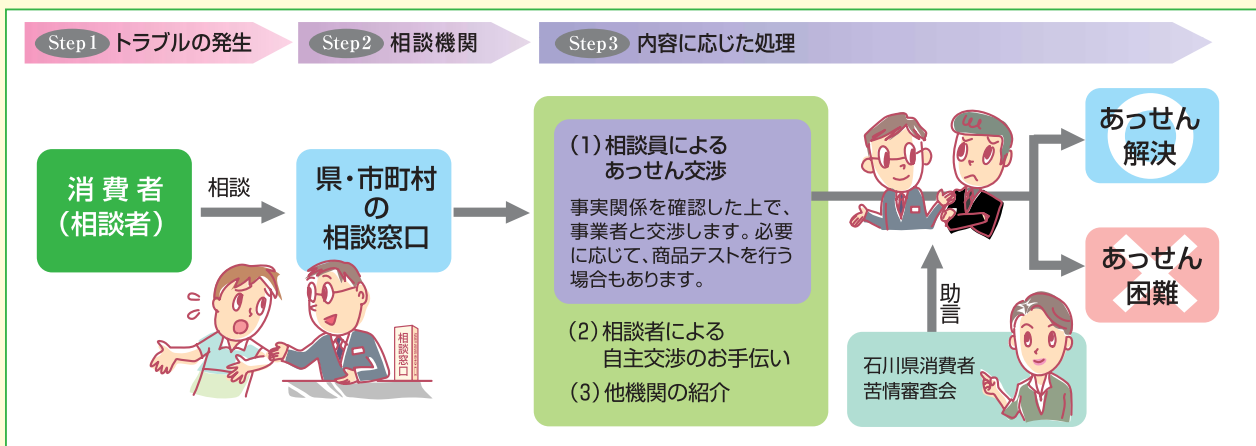 Step1 トラブルの発生
Step2 相談機関
Step3 内容に応じた処理
消費者
（相談者）
相談
県・市町村
の
相談窓口
相談窓口
(1)相談員による
あっせん交渉
事実関係を確認した上で、
事業者と交渉します。必要
に応じて、商品テストを行う
場合もあります。
(2)相談者による
自主交渉のお手伝い
(3)他機関の紹介
助言
石川県消費者
苦情審査会
あっせん
解決
あっせん
困難